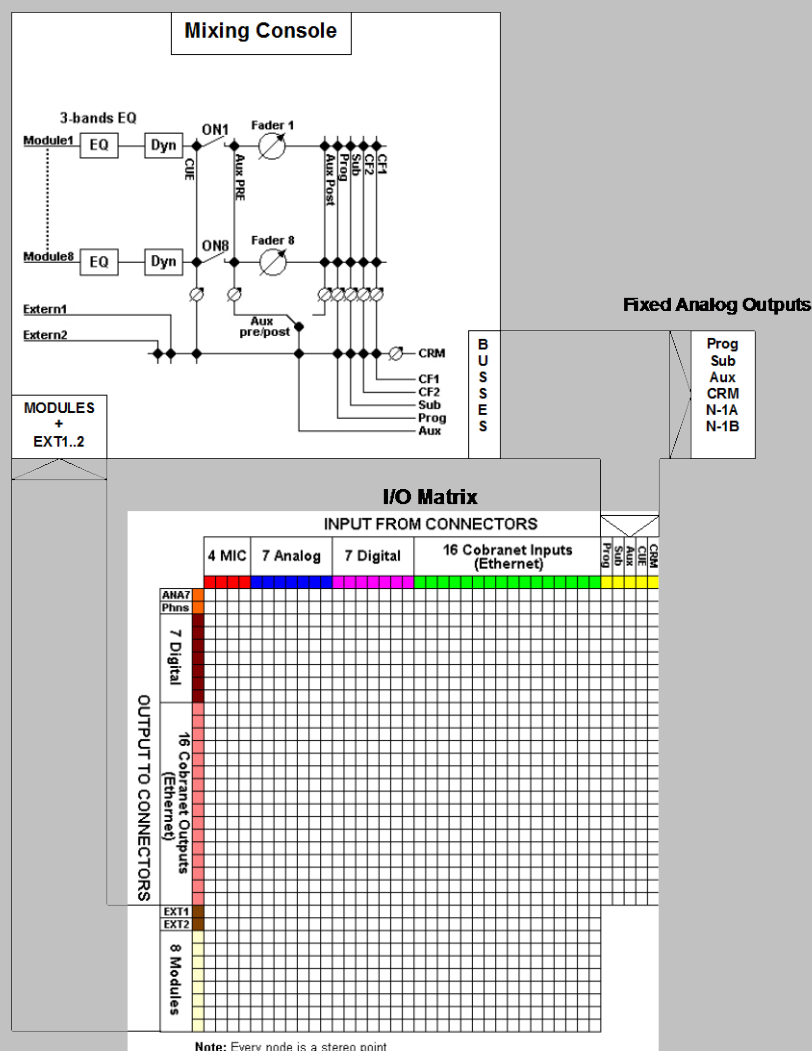 Mixing Console
3-bands EQ
Module1
EQ
Dyn
ON1
Fader 1
CUE
Aux PRE
Aux Post
Prog
Sub
CF2
CF1
Module8
EQ
Dyn
ON8
Fader 8
Extern1
Extern2
Aux
pre/post
CRM
CF1
CF2
Sub
Prog
Aux
MODULES
+
EXT1..2
BUSSES
Fixed Analog Outputs
Prog
Sub
Aux
CRM
N-1A
N-1B
I/O Matrix
INPUT FROM CONNECTORS
4 MIC
7 Analog
7 Digital
16 Cobranet Inputs
(Ethernet)
Prog
Sub
Aux
CUE
CRM
OUTPUT TO CONNECTORS
ANA7
Phns
7 Digital
16 Cobranet Outputs
(Ethernet)
EXT1
EXT2
8 Modules
Note: Every node is a stereo point